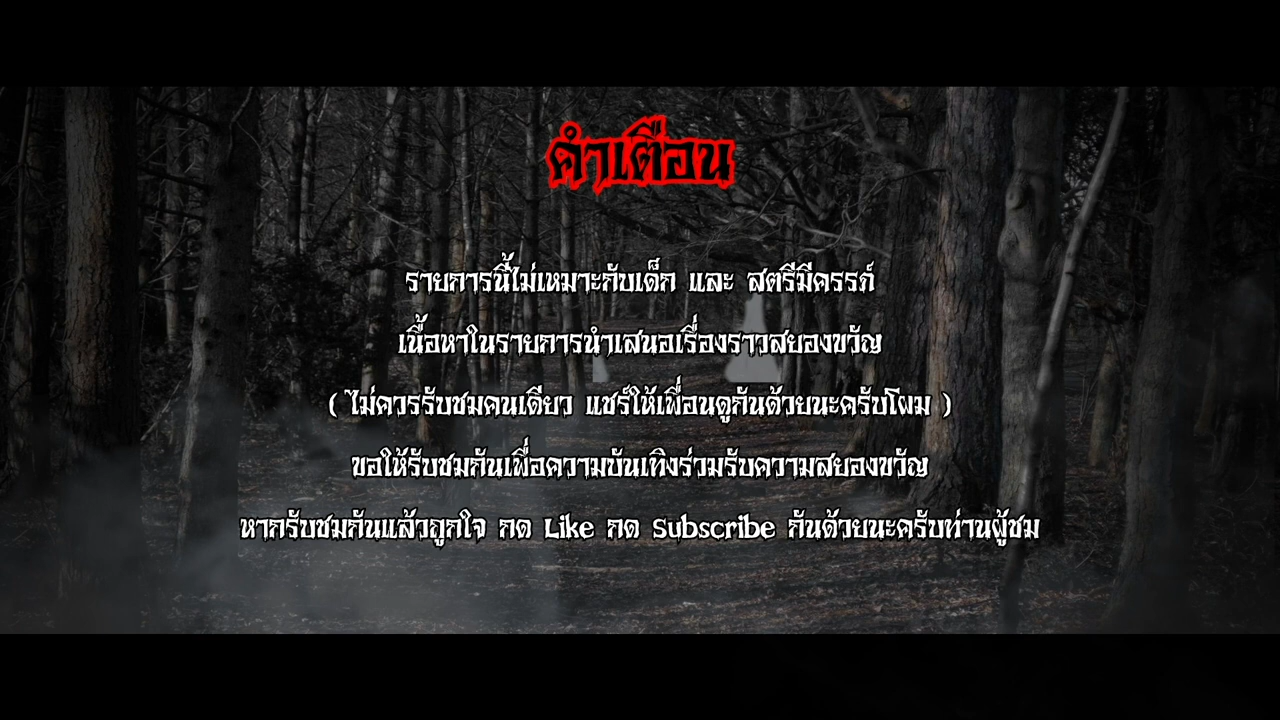 คำเตือน
รายการนี้ไม่เหมาะกับเด็ก และ สตรีมีครรภ์
เนื้อหาในรายการนำเสนอเรื่องราวสยองขวัญ
( ไม่ควรรับชมคนเดียว แชร์ให้เพื่อนดูกันด้วยนะครับโผม )
ขอให้รับชมกันเพื่อความบันเทิงร่วมรับความสยองขวัญ
หากรับชมกันแล้วถูกใจ กด Like กด Subscribe กันด้วยนะครับท่านผู้ชม